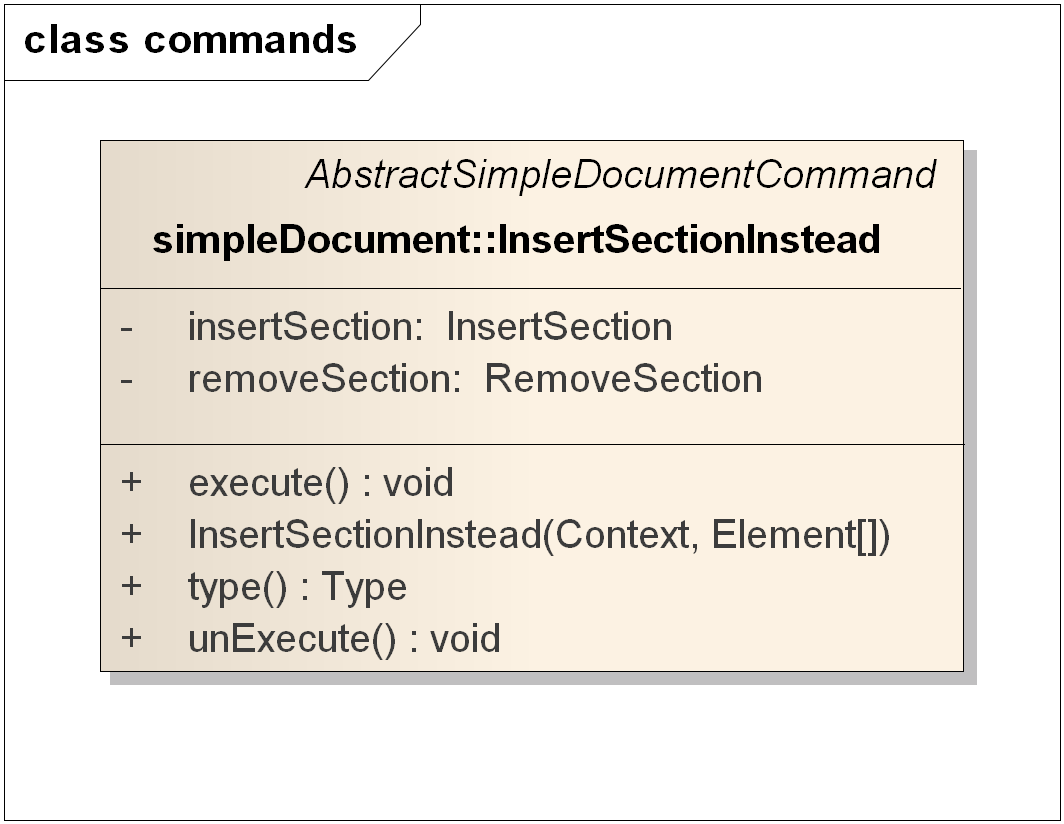 class commands
AbstractSimpleDocumentCommand
simpleDocument::InsertSectionInstead
- insertSection: InsertSection
- removeSection: RemoveSection
+ execute() : void
+ InsertSectionInstead(Context, Element[])
+ type() : Type
+ unExecute() : void